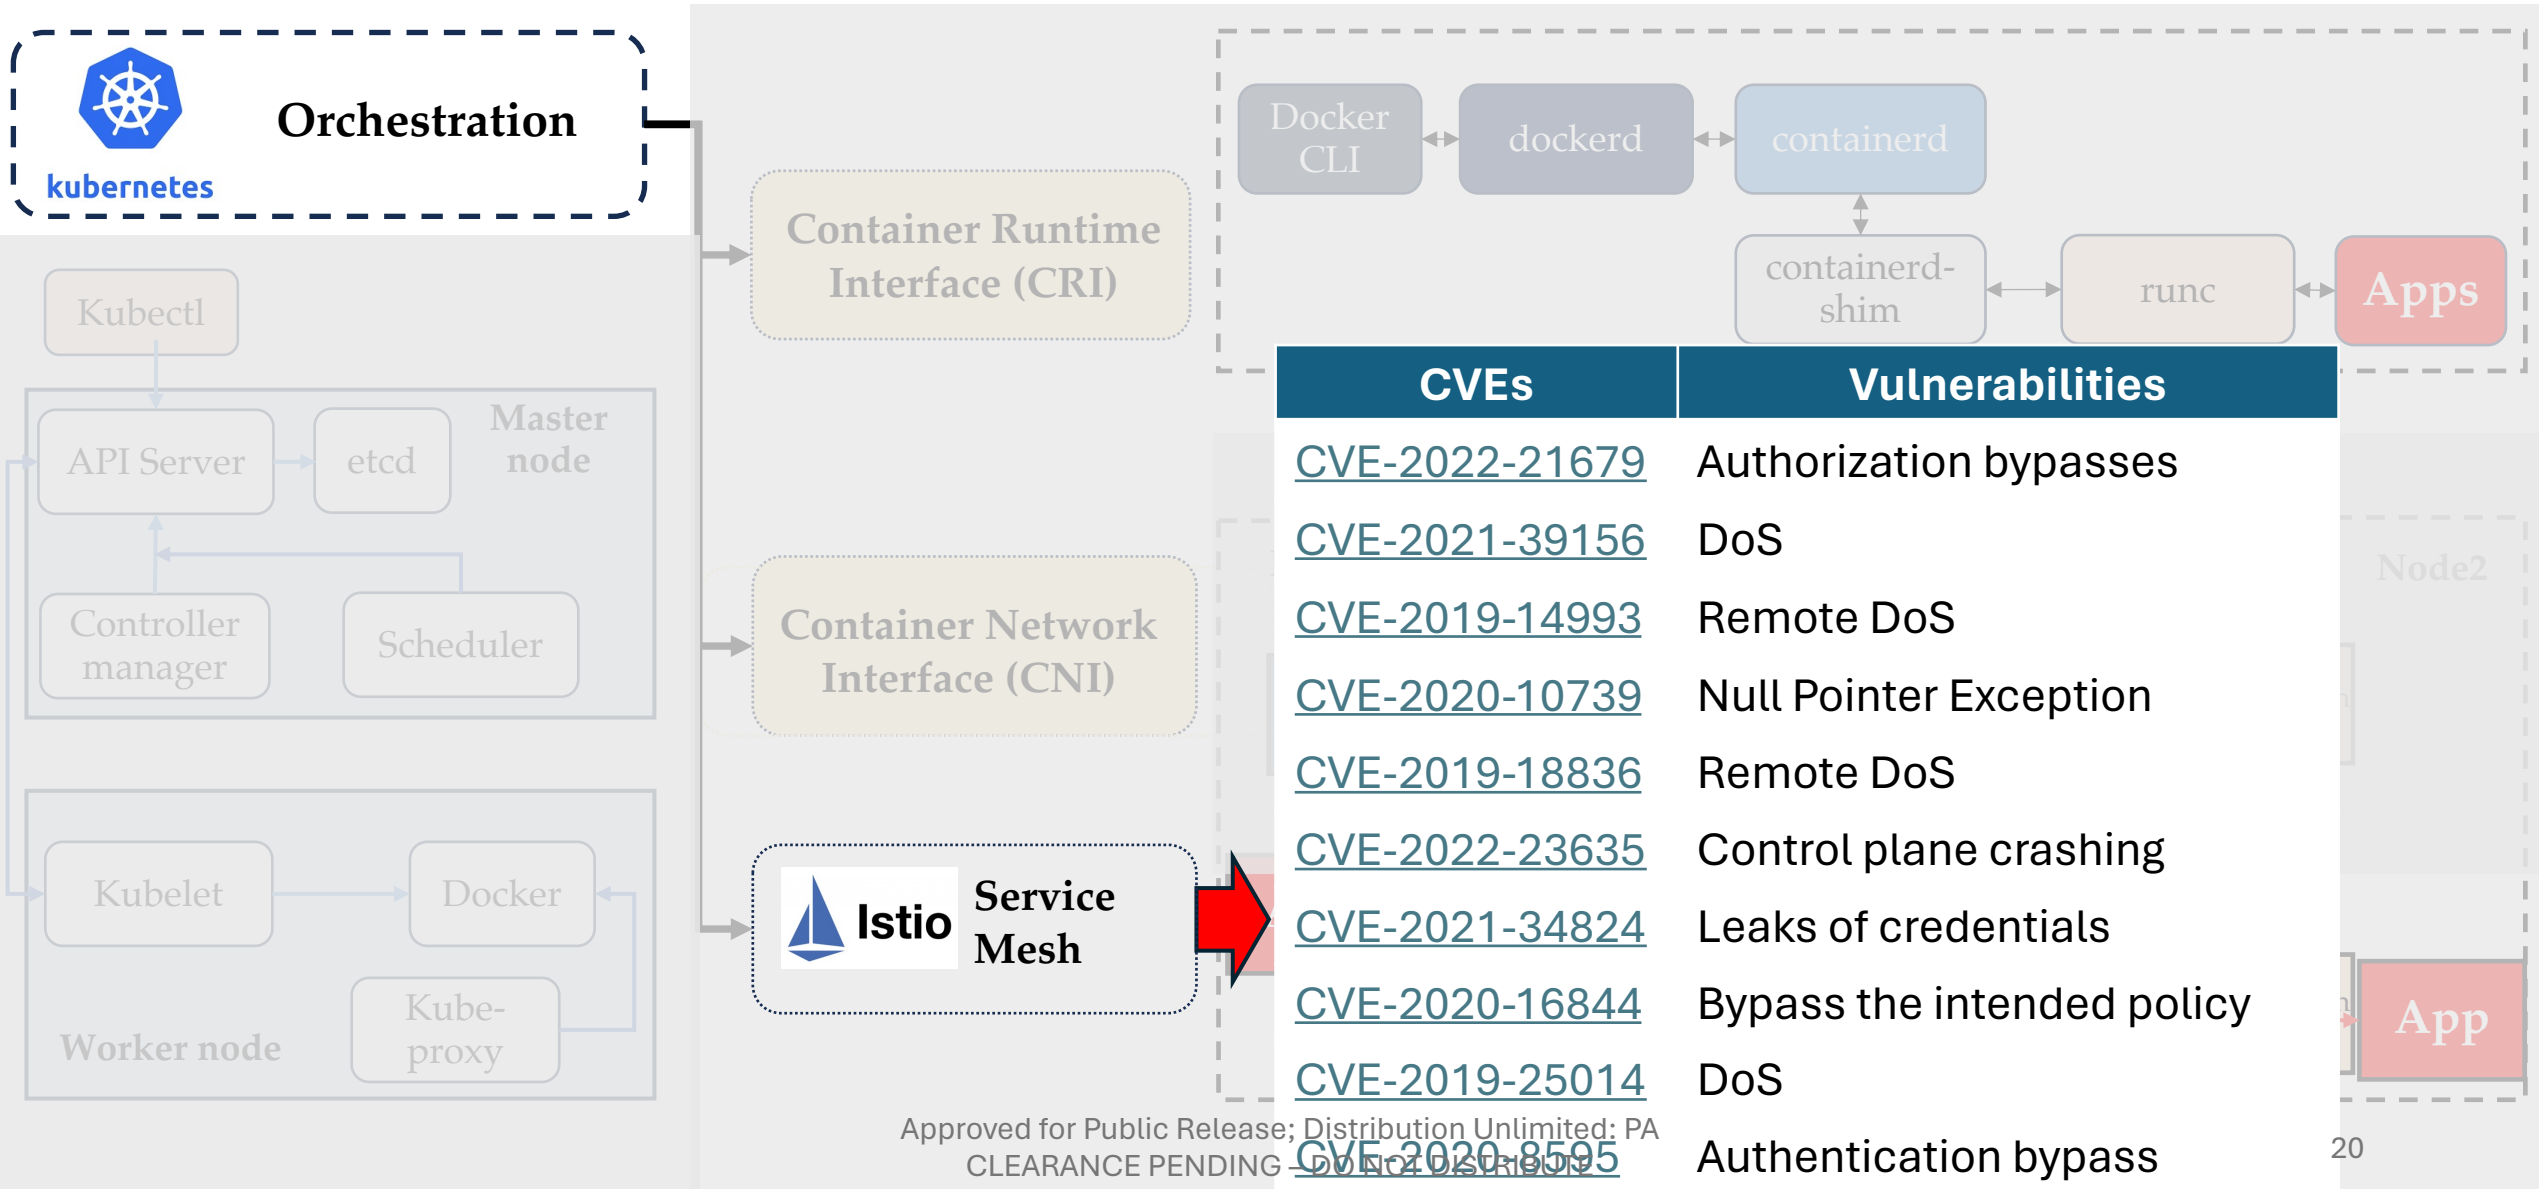 kubernetes
Orchestration
Kubectl
API Server
etcd
Master
node
Controller
manager
Scheduler
Kubelet
Docker
Kube-
proxy
Worker node
Container Runtime
Interface (CRI)
Container Network
Interface (CNI)
Istio
Service
Mesh
Docker
CLI
dockerd
containerd
containerd-
shim
runc
Apps
Node2
App
CVEs Vulnerabilities
CVE-2022-21679 Authorization bypasses
CVE-2021-39156 DoS
CVE-2019-14993 Remote DoS
CVE-2020-10739 Null Pointer Exception
CVE-2019-18836 Remote DoS
CVE-2022-23635 Control plane crashing
CVE-2021-34824 Leaks of credentials
CVE-2020-16844 Bypass the intended policy
CVE-2019-25014 DoS
CVE-2020-8595 Authentication bypass
Approved for Public Release; Distribution Unlimited: PA
CLEARANCE PENDING – DO NOT DISTRIBUTE
20